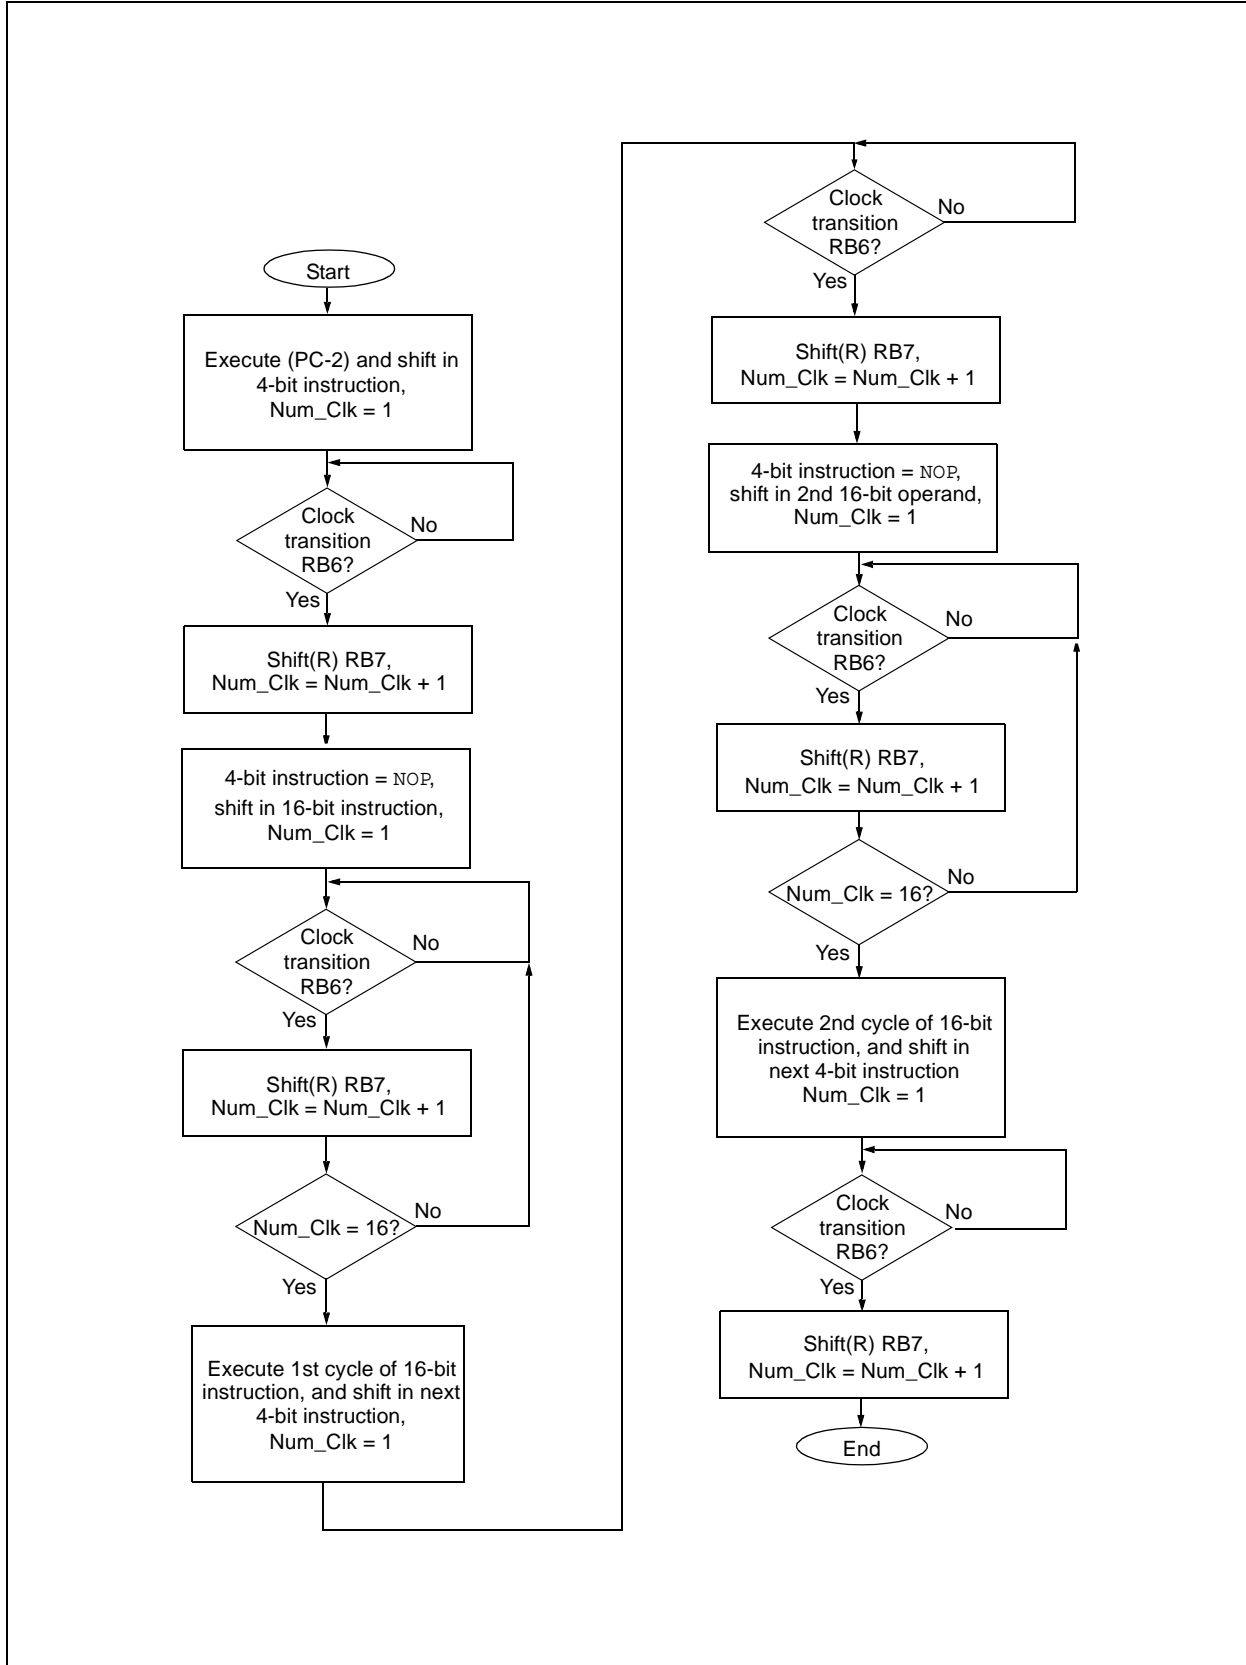 Start
Execute (PC-2) and shift in
4-bit instruction,
Num_Clk = 1
Clock
transition
RB6?
No
Yes
Shift(R) RB7,
Num_Clk = Num_Clk + 1
4-bit instruction = NOP,
shift in 16-bit instruction,
Num_Clk = 1
Clock
transition
RB6?
No
Yes
Shift(R) RB7,
Num_Clk = Num_Clk + 1
Num_Clk = 16?
No
Yes
Execute 1st cycle of 16-bit
instruction, and shift in next
4-bit instruction,
Num_Clk = 1
Clock
transition
RB6?
No
Yes
Shift(R) RB7,
Num_Clk = Num_Clk + 1
4-bit instruction = NOP,
shift in 2nd 16-bit operand,
Num_Clk = 1
Clock
transition
RB6?
No
Yes
Shift(R) RB7,
Num_Clk = Num_Clk + 1
Num_Clk = 16?
No
Yes
Execute 2nd cycle of 16-bit
instruction, and shift in
next 4-bit instruction
Num_Clk = 1
Clock
transition
RB6?
No
Yes
Shift(R) RB7,
Num_Clk = Num_Clk + 1
End